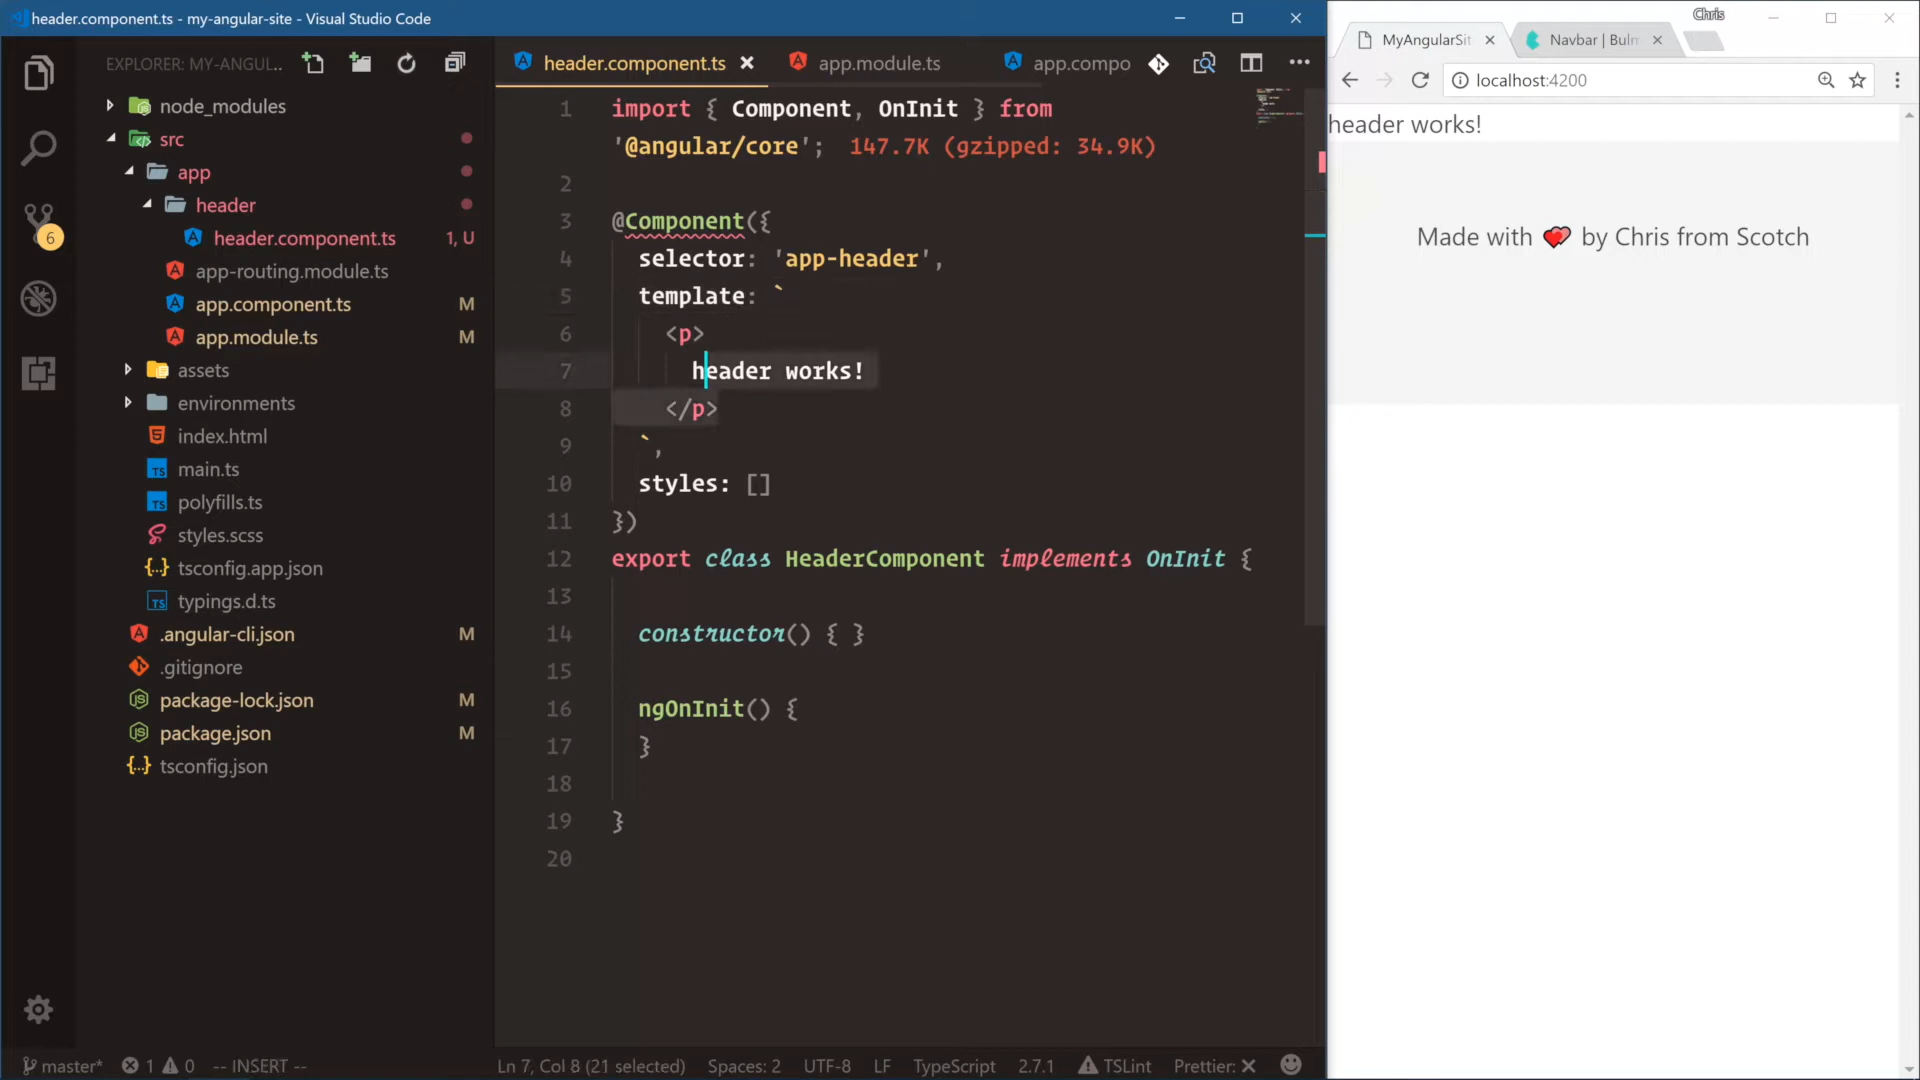 header.component.ts - my-angular-site - Visual Studio Code
EXPLORER: MY-ANGUL...
node_modules
src
app
header
header.component.ts 1, U
app-routing.module.ts
app.component.ts M
app.module.ts M
assets
environments
index.html
main.ts
polyfills.ts
styles.scss
tsconfig.app.json
typings.d.ts
.angular-cli.json M
.gitignore
package-lock.json M
package.json M
tsconfig.json
6
header.component.ts app.module.ts app.compo
1 import { Component, OnInit } from
'@angular/core'; 147.7K (gzipped: 34.9K)
2
3 @Component({
4 selector: 'app-header',
5 template: `
6 <p>
7 header works!
8 </p>
9 `,
10 styles: []
11 })
12 export class HeaderComponent implements OnInit {
13
14 constructor() { }
15
16 ngOnInit() {
17 }
18
19 }
20
master* 1 0 -- INSERT -- Ln 7, Col 8 (21 selected) Spaces: 2 UTF-8 LF TypeScript 2.7.1 TSLint Prettier: ✕
Chris
MyAngularSit Navbar | Bulm
localhost:4200
header works!
Made with 💕 by Chris from Scotch